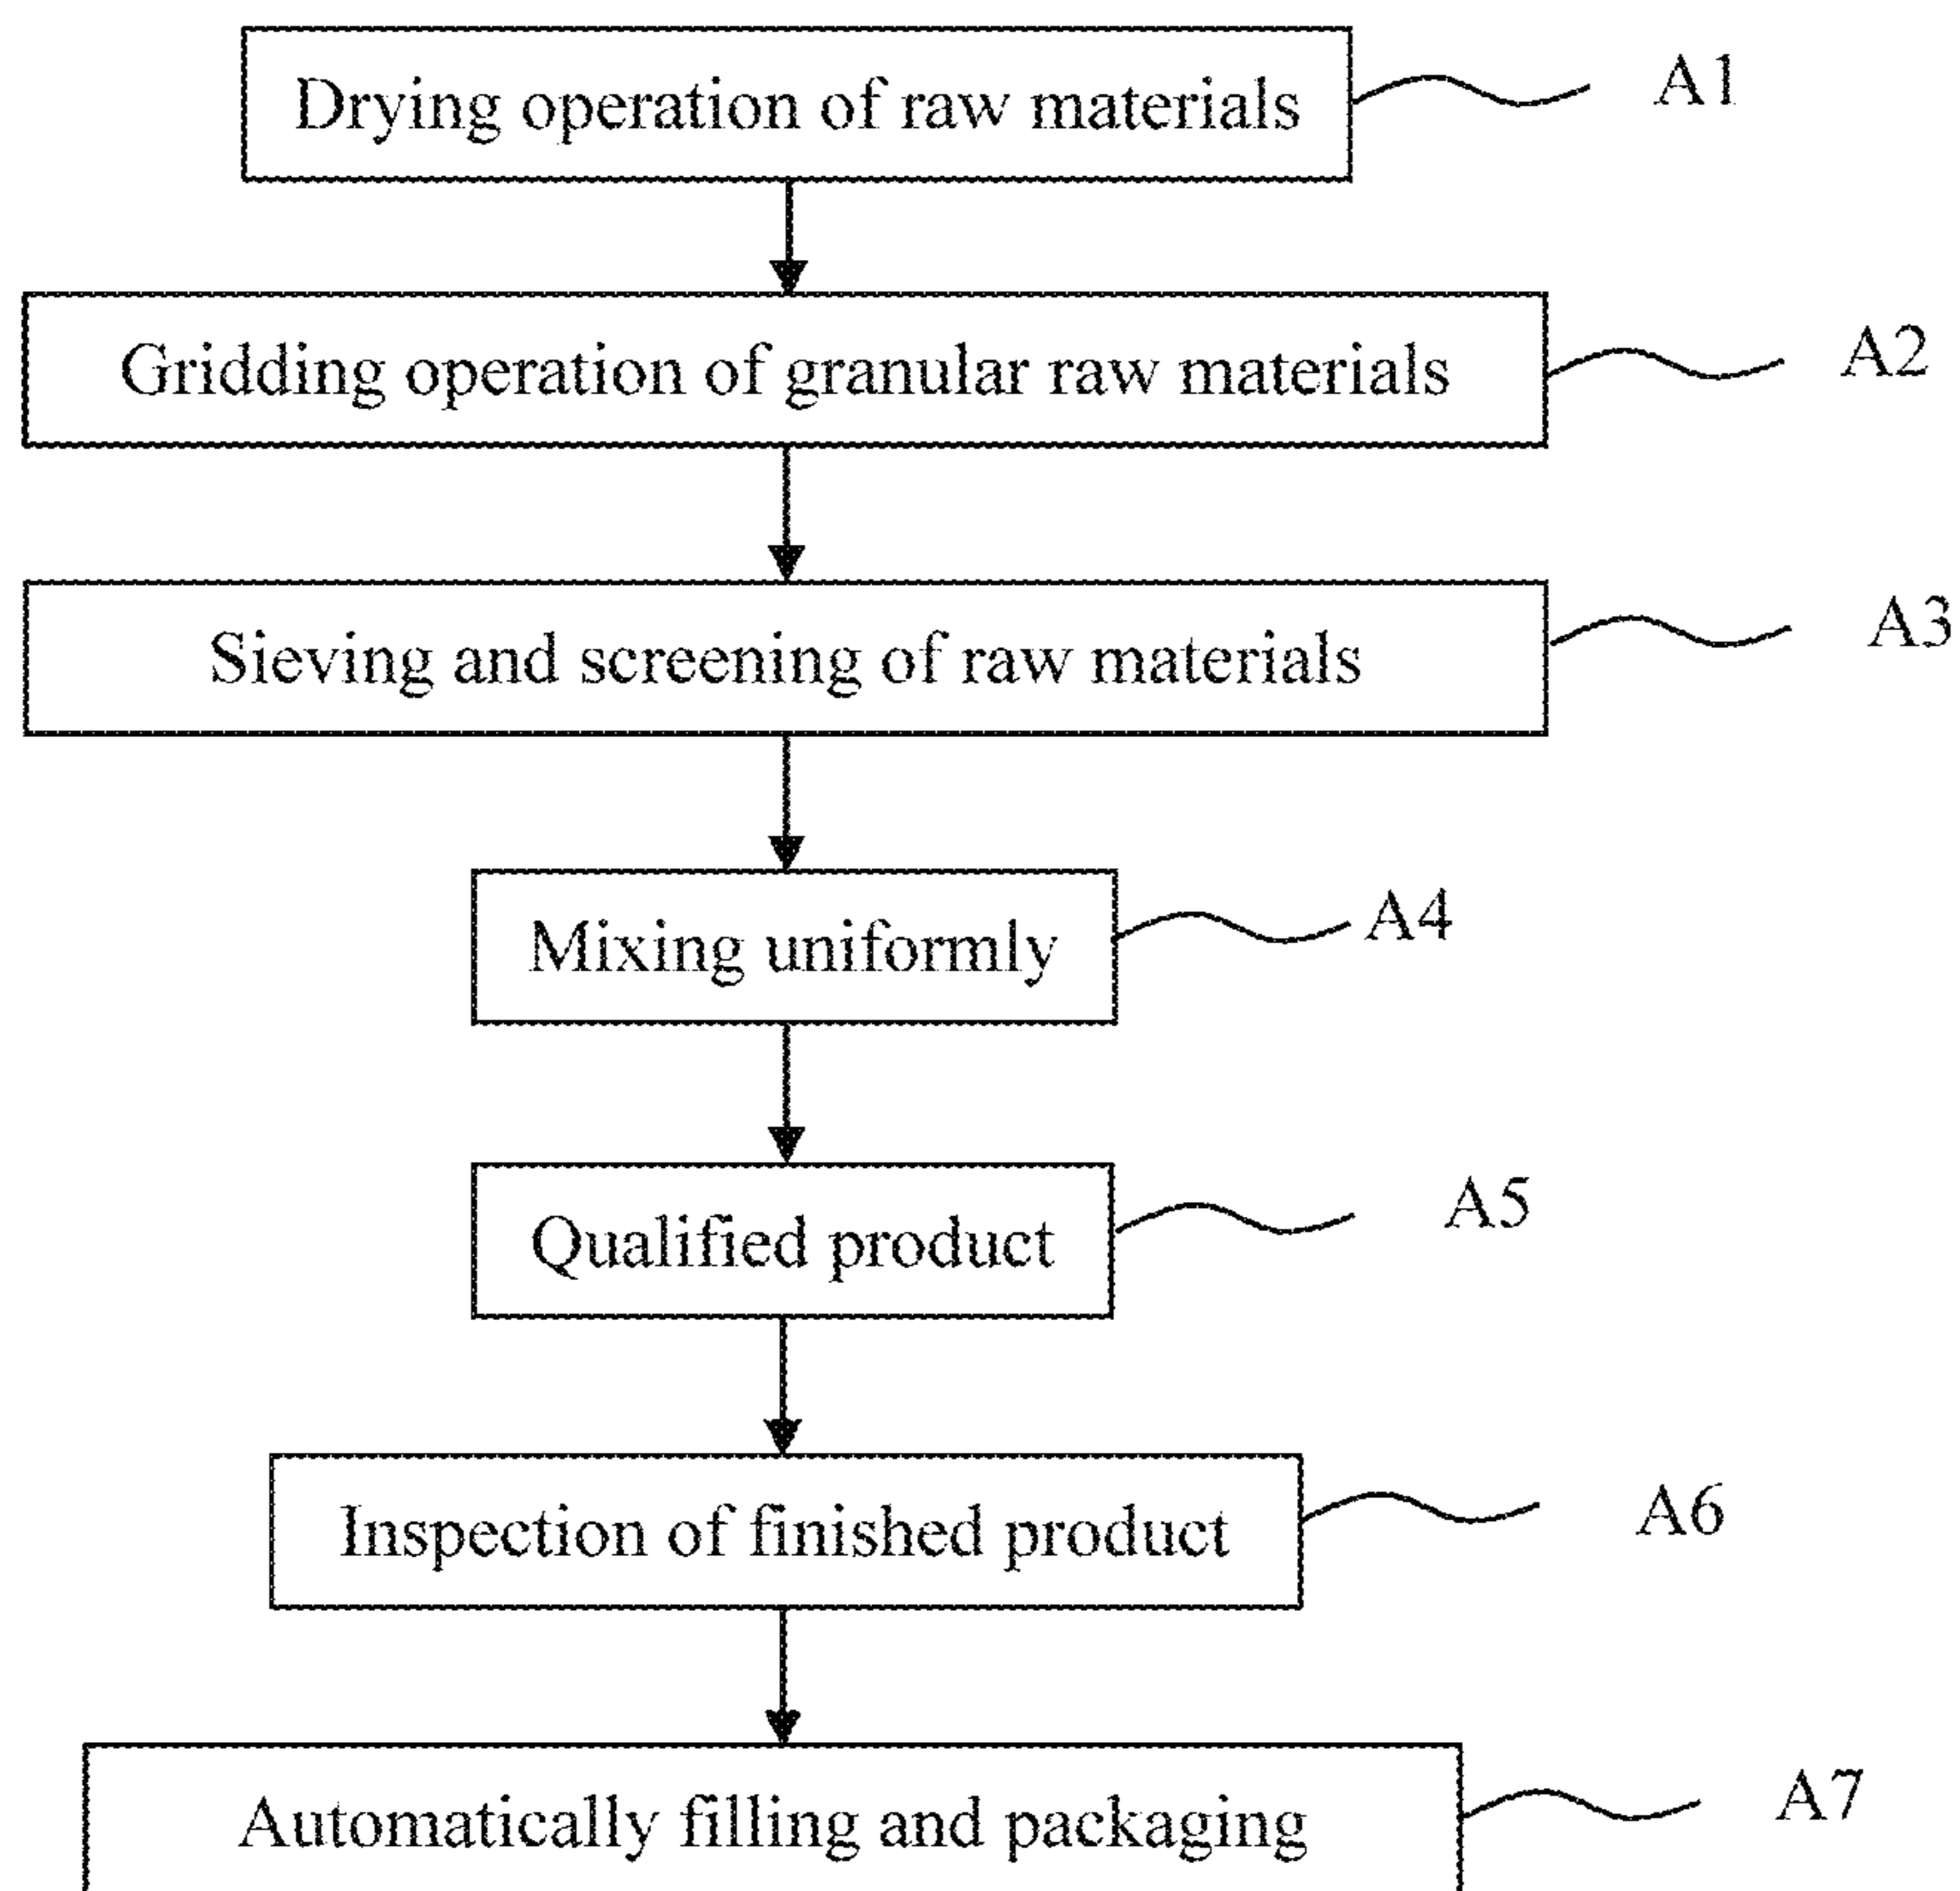 Drying operation of raw materials A1
Gridding operation of granular raw materials A2
Sieving and screening of raw materials A3
Mixing uniformly A4
Qualified product A5
Inspection of finished product A6
Automatically filling and packaging A7